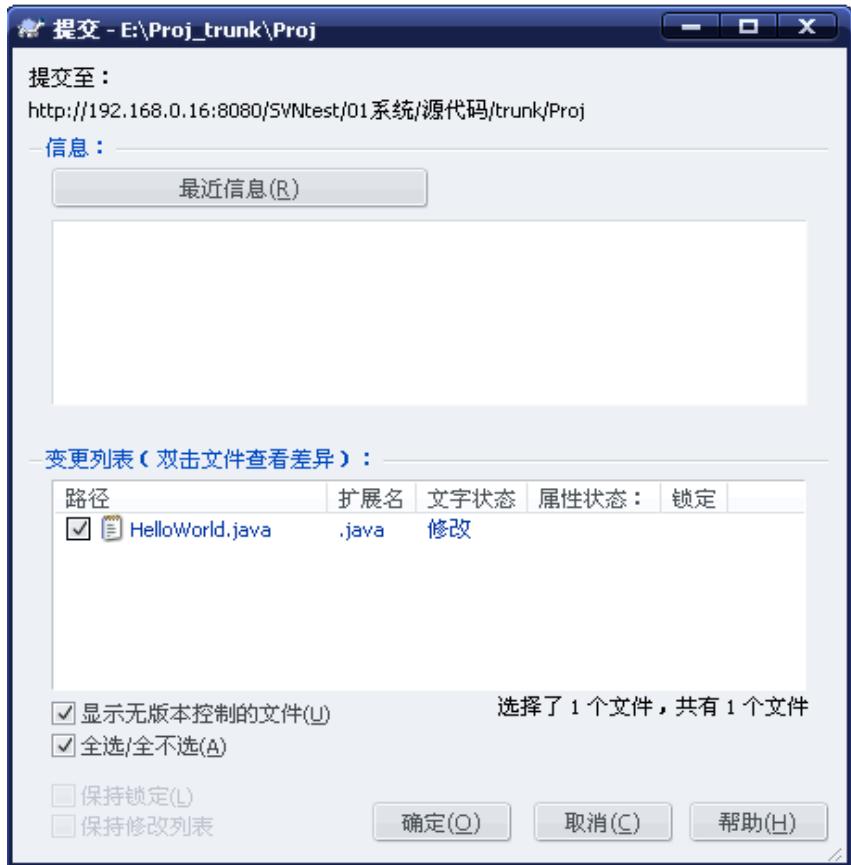 提交 - E:\Proj_trunk\Proj
提交至：
http://192.168.0.16:8080/SVNtest/01系统/源代码/trunk/Proj
信息：
最近信息(R)
变更列表（双击文件查看差异）：
路径 扩展名 文字状态 属性状态： 锁定
HelloWorld.java .java 修改
选择了 1 个文件，共有 1 个文件
显示无版本控制的文件(U)
全选/全不选(A)
保持锁定(L)
保持修改列表
确定(O) 取消(C) 帮助(H)